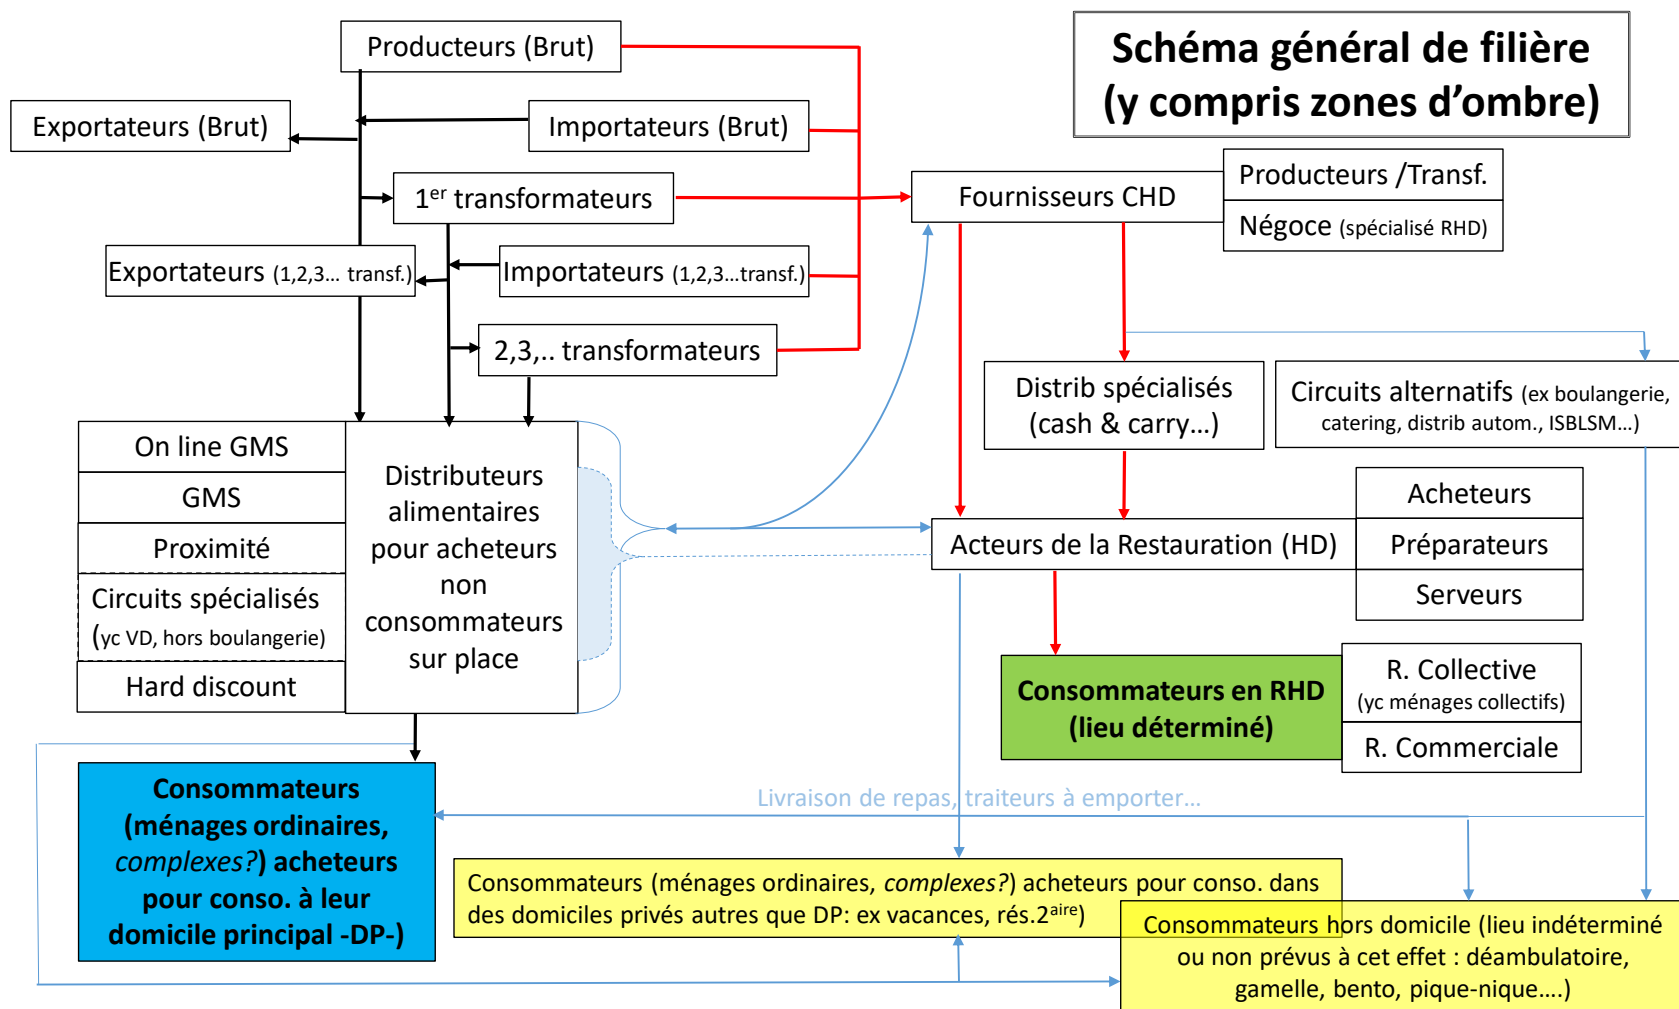 Schéma général de filière
(y compris zones d’ombre)
Producteurs (Brut)
Exportateurs (Brut)
Importateurs (Brut)
1er transformateurs
Exportateurs (1,2,3... transf.)
Importateurs (1,2,3...transf.)
2,3,.. transformateurs
Fournisseurs CHD
Producteurs /Transf.
Négoce (spécialisé RHD)
Distrib spécialisés
(cash & carry...)
Circuits alternatifs (ex boulangerie,
catering, distrib autom., ISBLSM...)
On line GMS
GMS
Proximité
Circuits spécialisés
(yc VD, hors boulangerie)
Hard discount
Distributeurs
alimentaires
pour acheteurs
non
consommateurs
sur place
Acteurs de la Restauration (HD)
Acheteurs
Préparateurs
Serveurs
Consommateurs en RHD
(lieu déterminé)
R. Collective
(yc ménages collectifs)
R. Commerciale
Livraison de repas, traiteurs à emporter...
Consommateurs
(ménages ordinaires,
complexes?) acheteurs
pour conso. à leur
domicile principal -DP-)
Consommateurs (ménages ordinaires, complexes?) acheteurs pour conso. dans
des domiciles privés autres que DP: ex vacances, rés.2aire)
Consommateurs hors domicile (lieu indéterminé
ou non prévus à cet effet : déambulatoire,
gamelle, bento, pique-nique....)